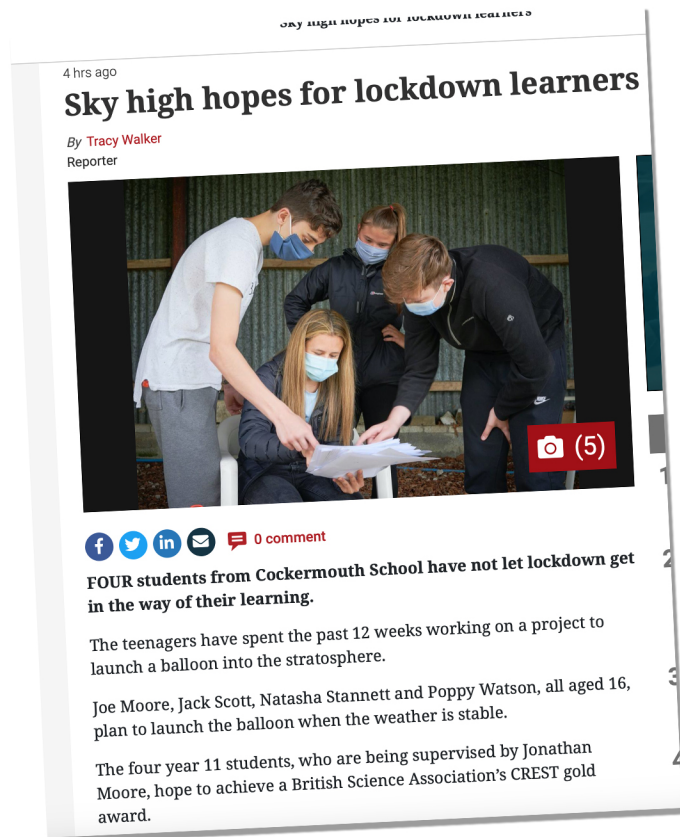 Sky high hopes for lockdown learners
4 hrs ago
Sky high hopes for lockdown learners
By Tracy Walker
Reporter
(5)
0 comment
FOUR students from Cockermouth School have not let lockdown get
in the way of their learning.
The teenagers have spent the past 12 weeks working on a project to
launch a balloon into the stratosphere.
Joe Moore, Jack Scott, Natasha Stannett and Poppy Watson, all aged 16,
plan to launch the balloon when the weather is stable.
The four year 11 students, who are being supervised by Jonathan
Moore, hope to achieve a British Science Association's CREST gold
award.
1
2
3
4